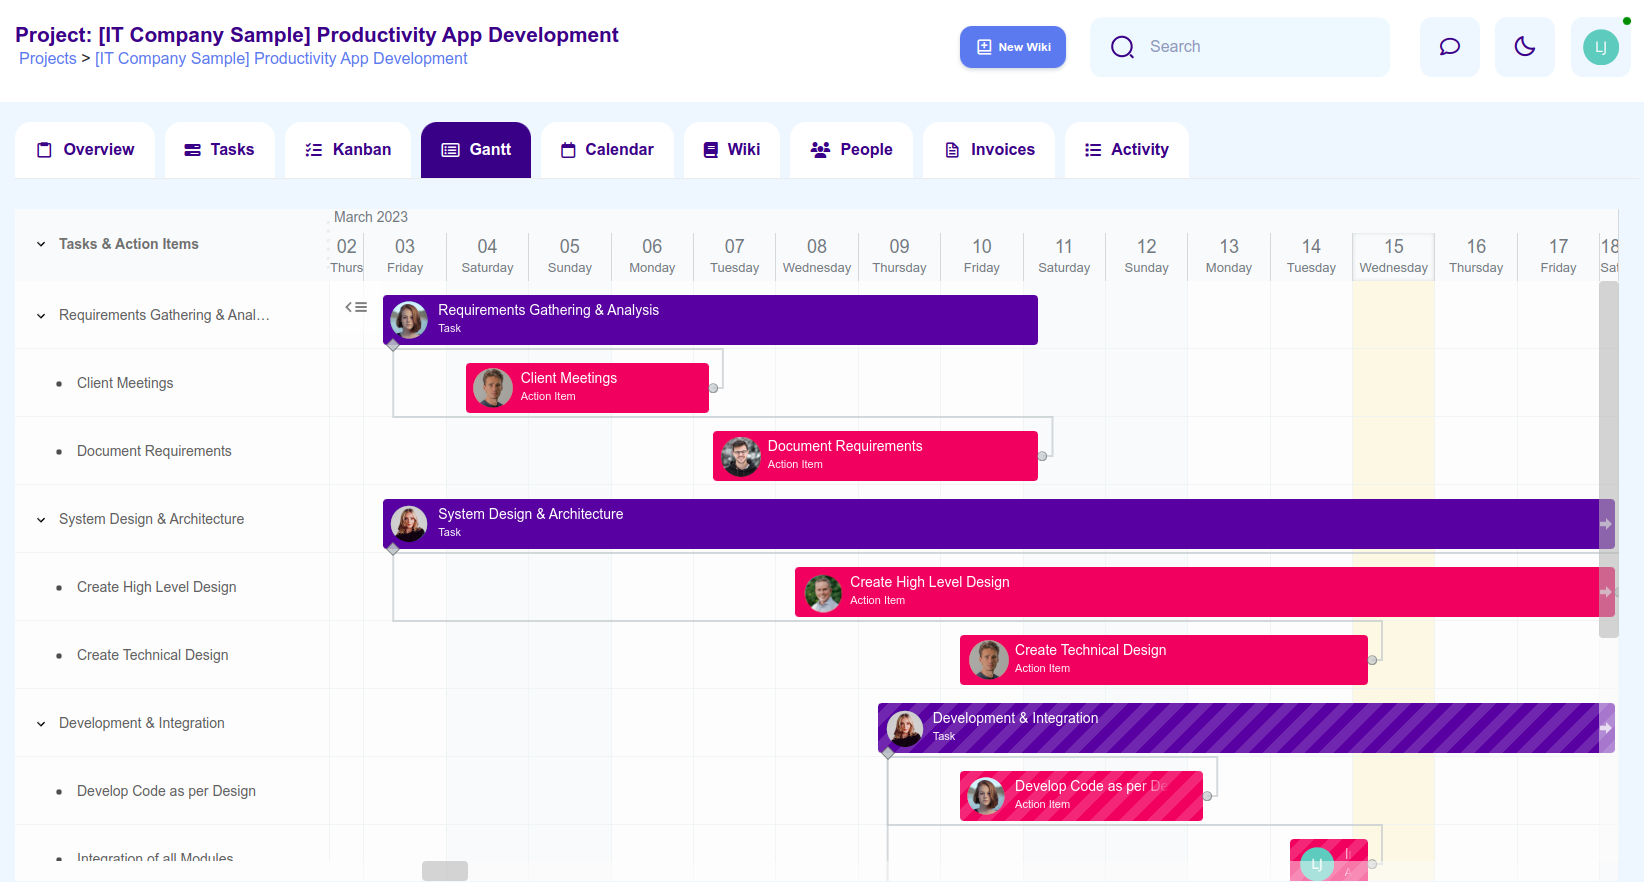 Project: [IT Company Sample] Productivity App Development
Projects > [IT Company Sample] Productivity App Development
New Wiki
Search
LJ
Overview
Tasks
Kanban
Gantt
Calendar
Wiki
People
Invoices
Activity
Tasks & Action Items
March 2023
02 03 04 05 06 07 08 09 10 11 12 13 14 15 16 17 18
Thurs Friday Saturday Sunday Monday Tuesday Wednesday Thursday Friday Saturday Sunday Monday Tuesday Wednesday Thursday Friday Sat
Requirements Gathering & Anal…
Requirements Gathering & Analysis
Task
Client Meetings
Client Meetings
Action Item
Document Requirements
Document Requirements
Action Item
System Design & Architecture
System Design & Architecture
Task
Create High Level Design
Create High Level Design
Action Item
Create Technical Design
Create Technical Design
Action Item
Development & Integration
Development & Integration
Task
Develop Code as per Design
Develop Code as per De
Action Item
Integration of all Modules
LJ